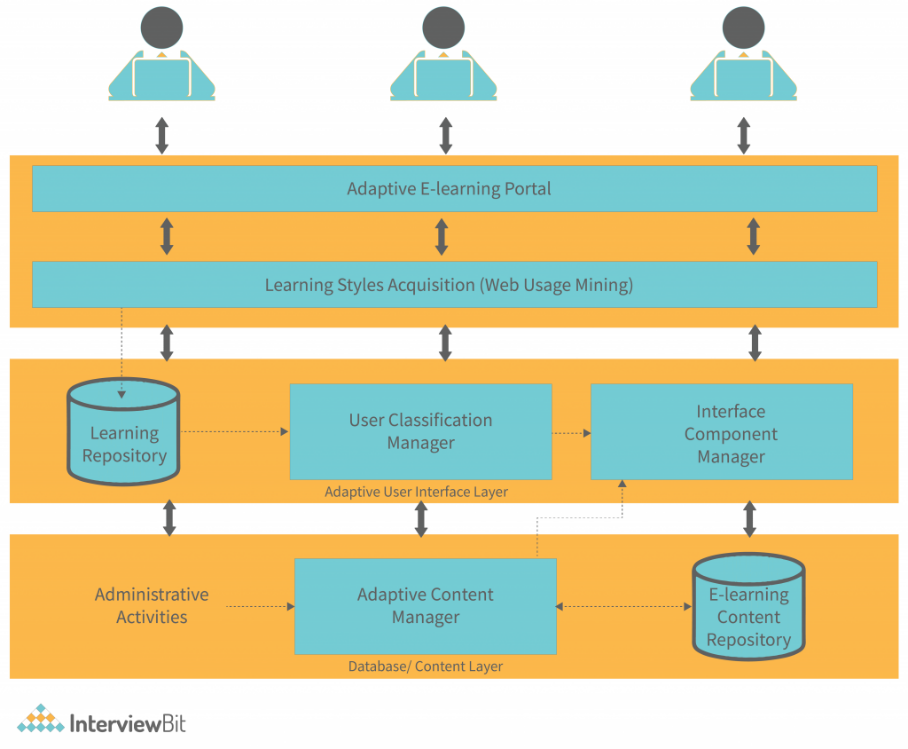 Adaptive E-learning Portal
Learning Styles Acquisition (Web Usage Mining)
Learning
Repository
User Classification
Manager
Interface
Component
Manager
Adaptive User Interface Layer
Administrative
Activities
Adaptive Content
Manager
E-learning
Content
Repository
Database/ Content Layer
InterviewBit